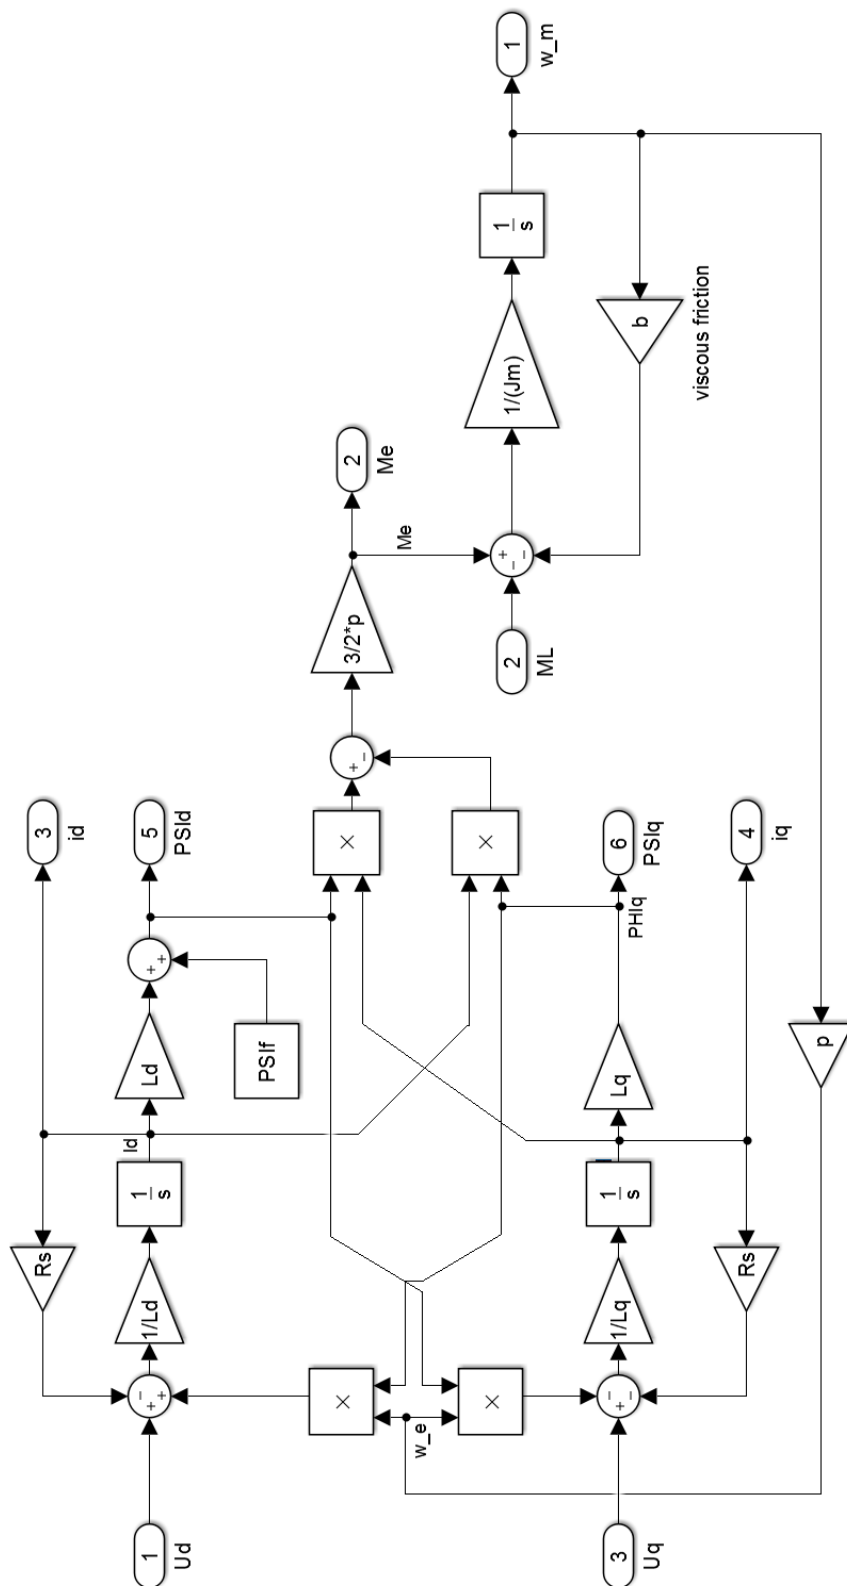 Rs
3
id
1
Ud
-
+ +
1/Ld
1
s
Id
Ld
+
+
5
PSId
PSIf
×
w_e
×
×
×
+
-
3/2*p
2
Me
Me
2
ML
+
- -
1/(Jm)
1
s
1
w_m
b
viscous friction
3
Uq
-
+ -
1/Lq
1
s
Lq
PHIq
6
PSIq
Rs
4
iq
p